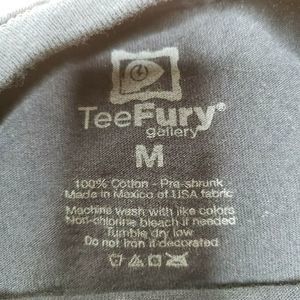 TeeFury®
gallery
M
100% Cotton - Pre-shrunk
Made in Mexico of USA fabric
Machine wash with like colors
Non-chlorine bleach if needed
Tumble dry low
Do not iron if decorated